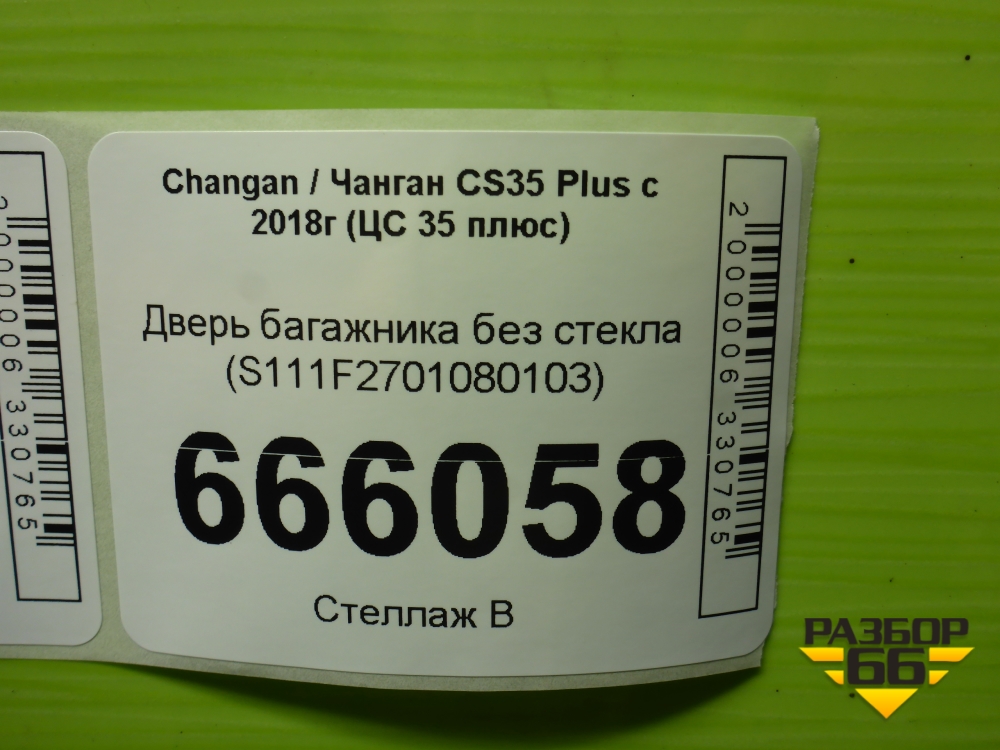 Changan / Чанган CS35 Plus с
2018г (ЦС 35 плюс)
Дверь багажника без стекла
(S111F2701080103)
666058
Стеллаж В
2000006330765
2000006330765
РАЗБОР
66